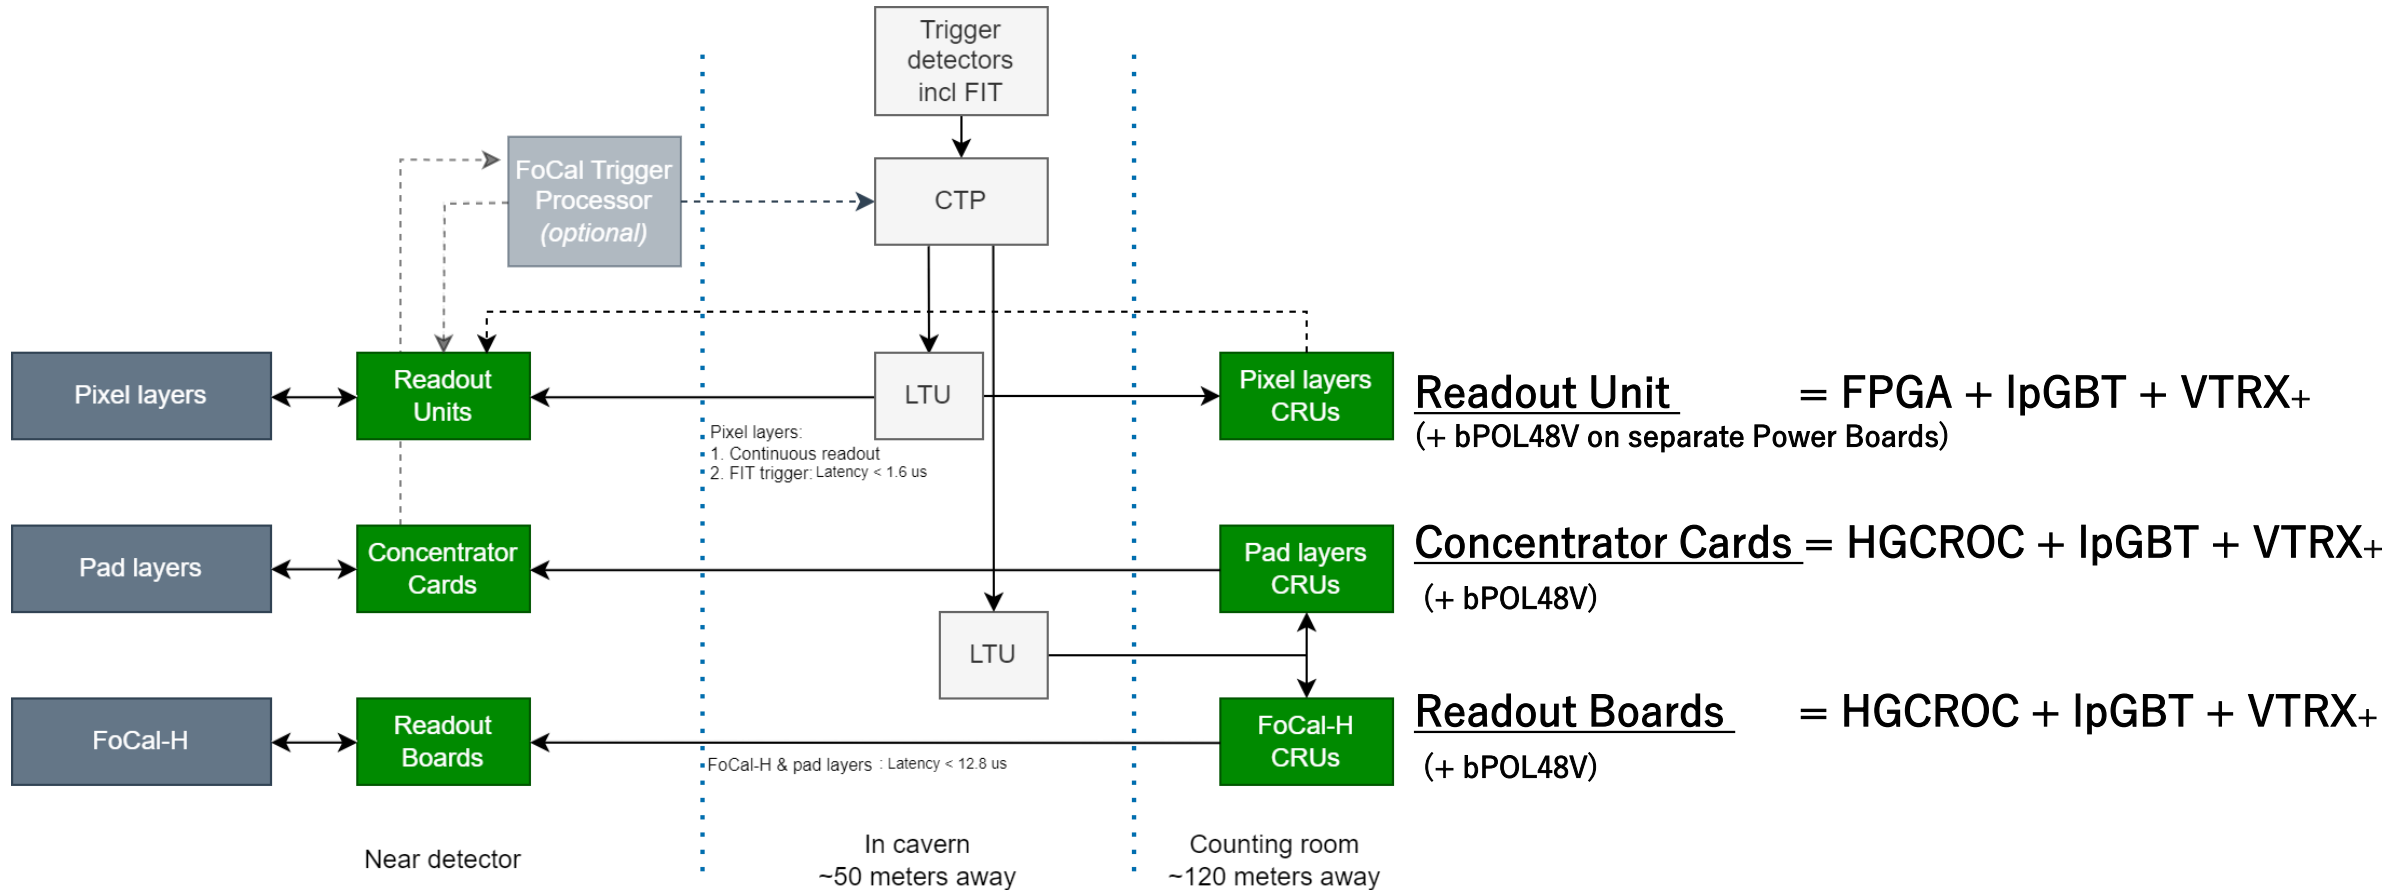 Trigger
detectors
incl FIT
FoCal Trigger
Processor
(optional)
CTP
Pixel layers
Readout
Units
LTU
Pixel layers
CRUs
Readout Unit = FPGA + lpGBT + VTRX+
(+ bPOL48V on separate Power Boards)
Pixel layers:
1. Continuous readout
2. FIT trigger: Latency < 1.6 us
Pad layers
Concentrator
Cards
Pad layers
CRUs
Concentrator Cards = HGCROC + lpGBT + VTRX+
(+ bPOL48V)
LTU
FoCal-H
Readout
Boards
FoCal-H
CRUs
Readout Boards = HGCROC + lpGBT + VTRX+
(+ bPOL48V)
FoCal-H & pad layers : Latency < 12.8 us
Near detector
In cavern
~50 meters away
Counting room
~120 meters away